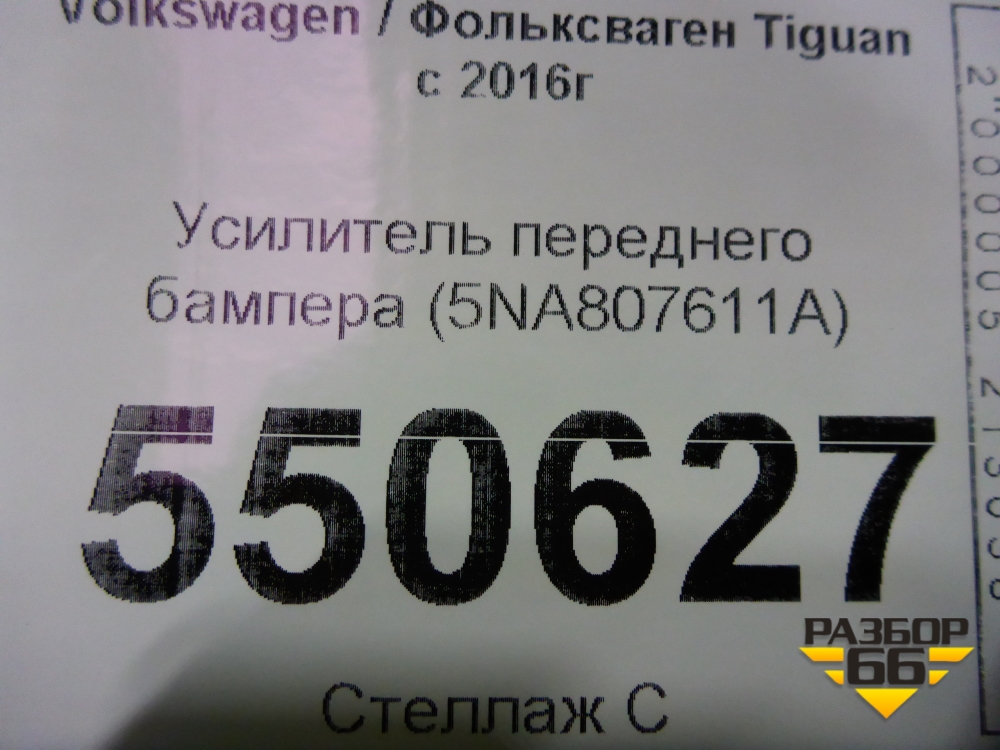 Volkswagen / Фольксваген Tiguan
с 2016г
Усилитель переднего
бампера (5NA807611A)
550627
Стеллаж С
РАЗБОР
66